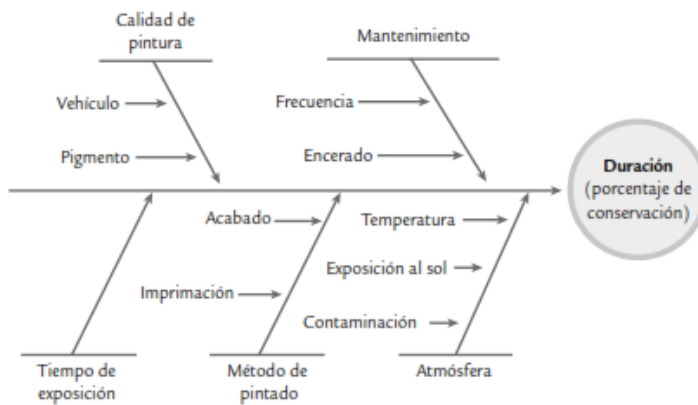 Calidad de
pintura
Mantenimiento
Vehículo
Frecuencia
Pigmento
Encerado
Duración
(porcentaje de
conservación)
Acabado
Temperatura
Exposición al sol
Imprimación
Contaminación
Tiempo de
exposición
Método de
pintado
Atmósfera